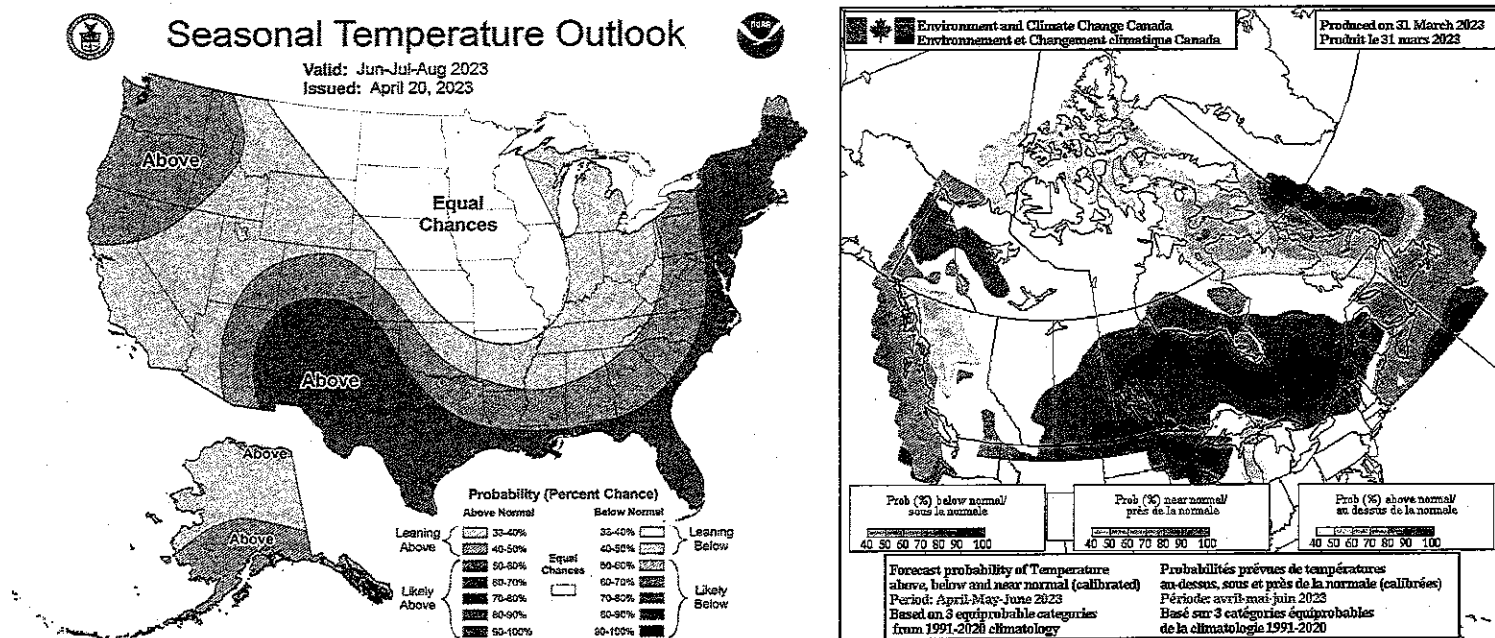 Seasonal Temperature Outlook
Valid: Jun-Jul-Aug 2023
Issued: April 20, 2023
Above
Equal
Chances
Above
Above
Above
Probability (Percent Chance)
Above Normal
Below Normal
Leaning
Above
33-40%
40-50%
Likely
Above
50-60%
60-70%
70-80%
80-90%
90-100%
Equal
Chances
33-40%
40-50%
Leaning
Below
50-60%
60-70%
70-80%
80-90%
90-100%
Likely
Below
Environment and Climate Change Canada
Environnement et Changement climatique Canada
Produced on 31 March 2023
Produit le 31 mars 2023
Prob (%) below normal/
sous la normale
40 50 60 70 80 90 100
Prob (%) near normal/
près de la normale
40 50 60 70 80 90 100
Prob (%) above normal/
au dessus de la normale
40 50 60 70 80 90 100
Forecast probability of Temperature
above, below and near normal (calibrated)
Period: April-May-June 2023
Based on 3 equiprobable categories
from 1991-2020 climatology
Probabilités prévues de températures
au-dessus, sous et près de la normale (calibrées)
Période: avril-mai-juin 2023
Basé sur 3 catégories équiprobables
de la climatologie 1991-2020